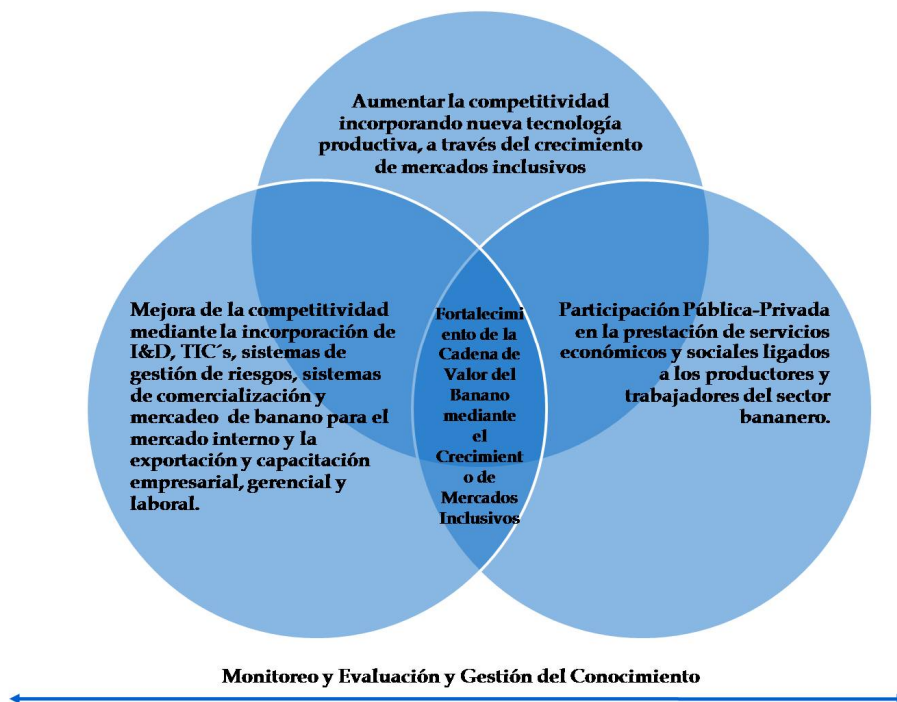 Aumentar la competitividad
incorporando nueva tecnología
productiva, a través del crecimiento
de mercados inclusivos
Mejora de la competitividad
mediante la incorporación de
I&D, TIC´s, sistemas de
gestión de riesgos, sistemas
de comercialización y
mercadeo de banano para el
mercado interno y la
exportación y capacitación
empresarial, gerencial y
laboral.
Fortalecimi
ento de la
Cadena de
Valor del
Banano
mediante
el
Crecimient
o de
Mercados
Inclusivos
Participación Pública-Privada
en la prestación de servicios
económicos y sociales ligados
a los productores y
trabajadores del sector
bananero.
Monitoreo y Evaluación y Gestión del Conocimiento